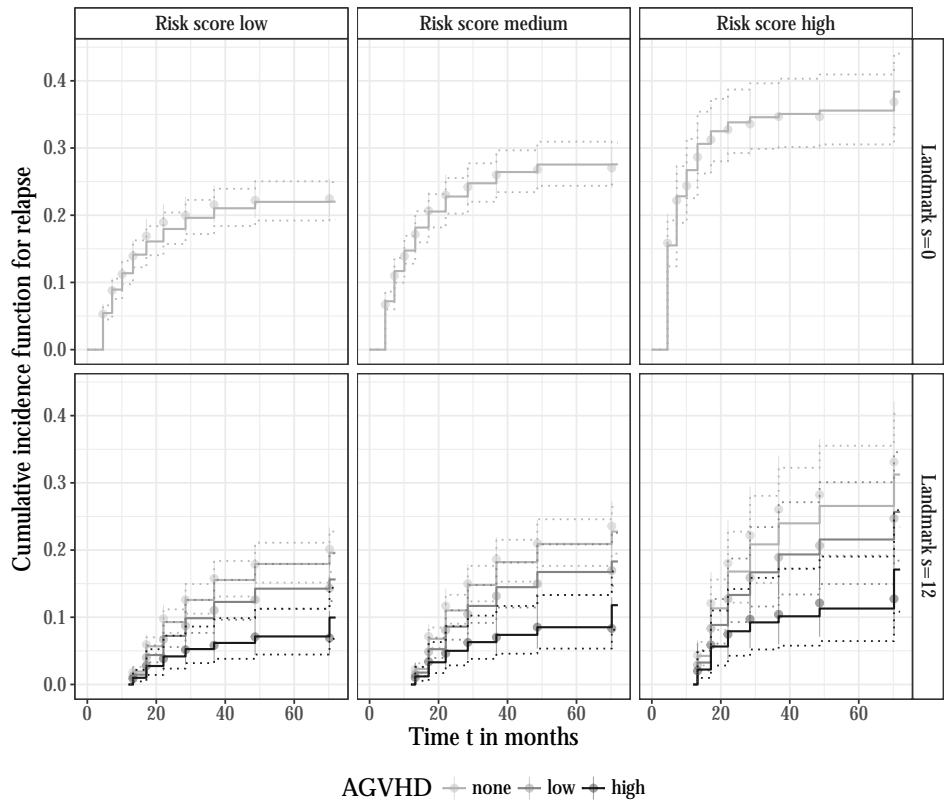 Risk score low Risk score medium Risk score high
Cumulative incidence function for relapse
0.4
0.3
0.2
0.1
0.0
Landmark s=0
0.4
0.3
0.2
0.1
0.0
Landmark s=12
0 20 40 60 0 20 40 60 0 20 40 60
Time t in months
AGVHD none low high